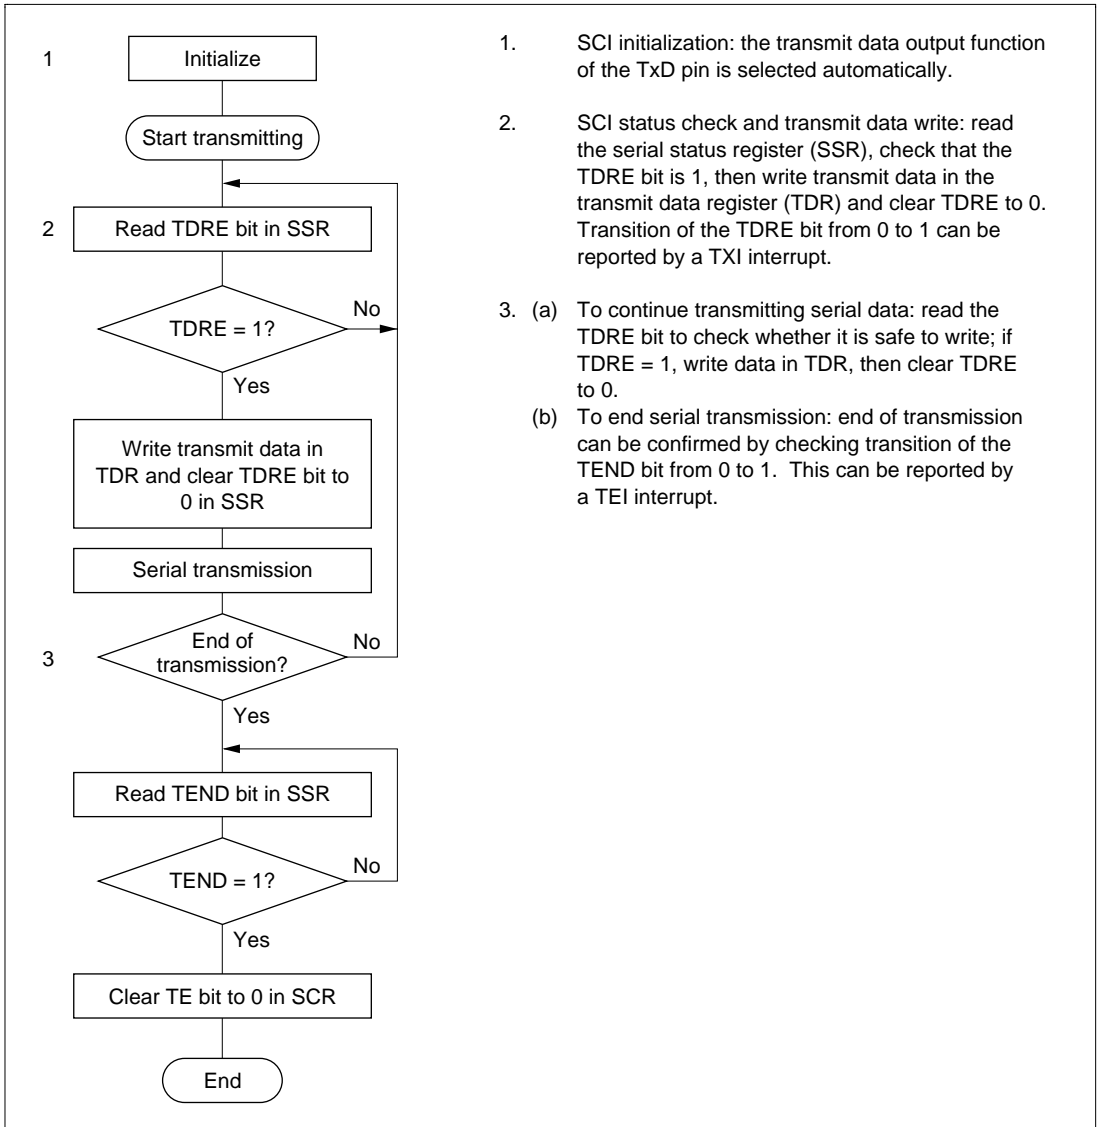 1
Initialize
Start transmitting
2
Read TDRE bit in SSR
TDRE = 1?
No
Yes
Write transmit data in
TDR and clear TDRE bit to
0 in SSR
Serial transmission
3
End of
transmission?
No
Yes
Read TEND bit in SSR
TEND = 1?
No
Yes
Clear TE bit to 0 in SCR
End
1. SCI initialization: the transmit data output function
of the TxD pin is selected automatically.
2. SCI status check and transmit data write: read
the serial status register (SSR), check that the
TDRE bit is 1, then write transmit data in the
transmit data register (TDR) and clear TDRE to 0.
Transition of the TDRE bit from 0 to 1 can be
reported by a TXI interrupt.
3. (a) To continue transmitting serial data: read the
TDRE bit to check whether it is safe to write; if
TDRE = 1, write data in TDR, then clear TDRE
to 0.
(b) To end serial transmission: end of transmission
can be confirmed by checking transition of the
TEND bit from 0 to 1. This can be reported by
a TEI interrupt.